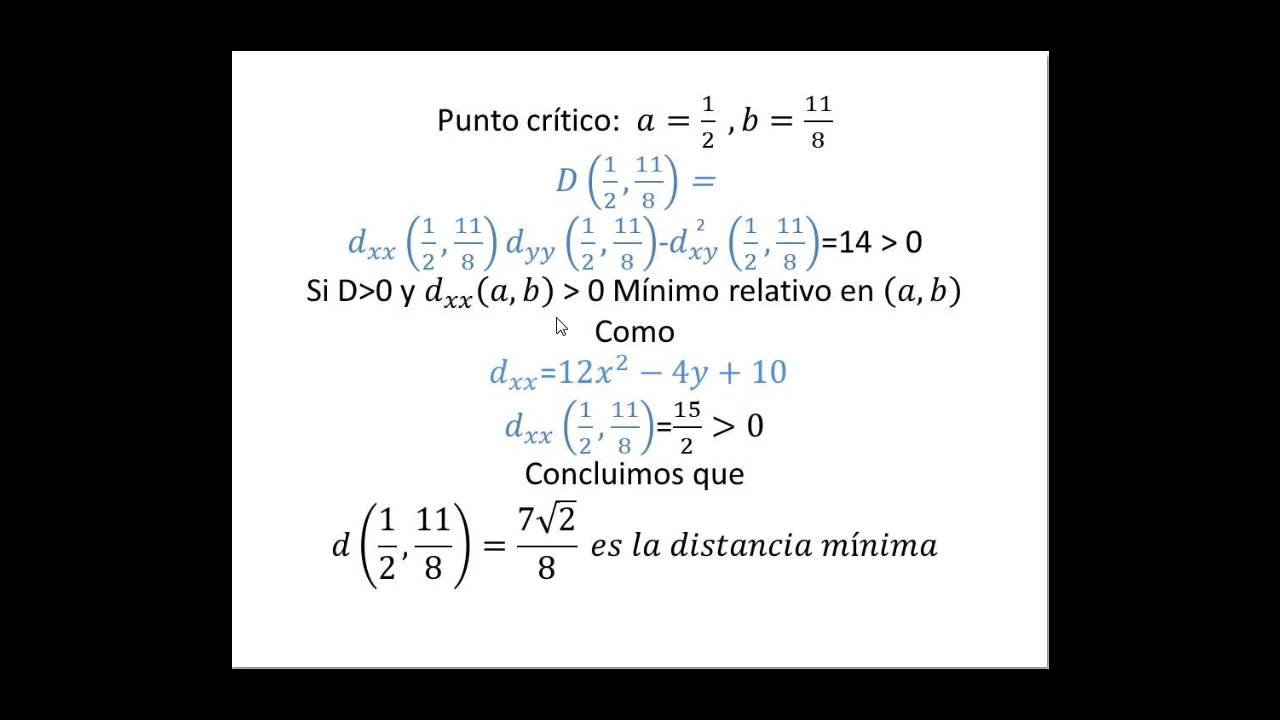 Punto crítico: a = 1/2 , b = 11/8
D (1/2, 11/8) =
d_xx (1/2, 11/8) d_yy (1/2, 11/8)-d_xy^2 (1/2, 11/8)=14 > 0
Si D>0 y d_xx(a, b) > 0 Mínimo relativo en (a, b)
Como
d_xx=12x² − 4y + 10
d_xx (1/2, 11/8)=15/2 > 0
Concluimos que
d (1/2, 11/8) = 7√2/8 es la distancia mínima